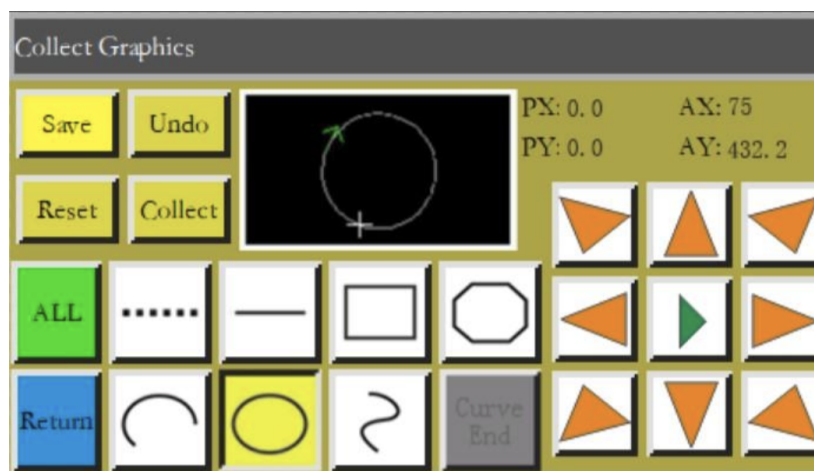 Collect Graphics
Save
Undo
PX: 0.0
AX: 75
PY: 0.0
AY: 432.2
Reset
Collect
ALL
Return
Curve
End